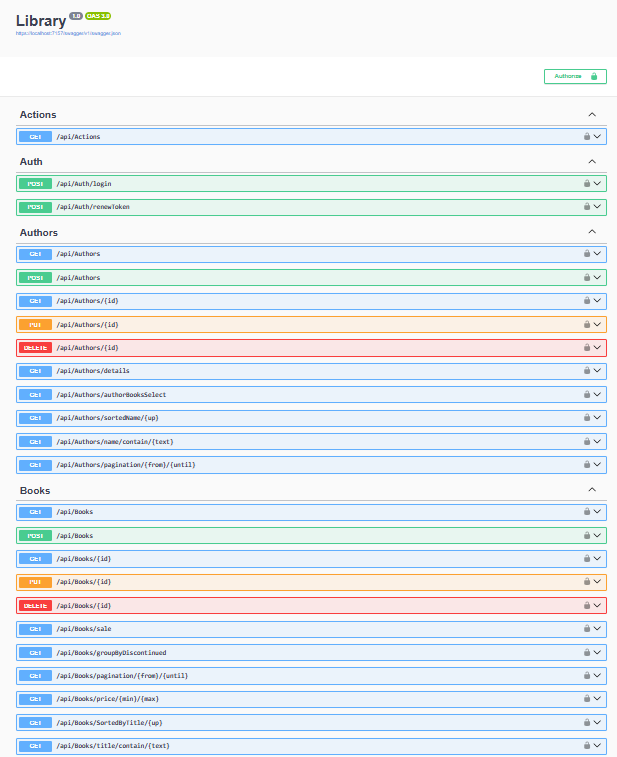 Library 1.0 OAS 3.0
https://localhost:7157/swagger/v1/swagger.json
Authorize
Actions
GET /api/Actions
Auth
POST /api/Auth/login
POST /api/Auth/renewToken
Authors
GET /api/Authors
POST /api/Authors
GET /api/Authors/{id}
PUT /api/Authors/{id}
DELETE /api/Authors/{id}
GET /api/Authors/details
GET /api/Authors/authorBooksSelect
GET /api/Authors/sortedName/{up}
GET /api/Authors/name/contain/{text}
GET /api/Authors/pagination/{from}/{until}
Books
GET /api/Books
POST /api/Books
GET /api/Books/{id}
PUT /api/Books/{id}
DELETE /api/Books/{id}
GET /api/Books/sale
GET /api/Books/groupByDiscontinued
GET /api/Books/pagination/{from}/{until}
GET /api/Books/price/{min}/{max}
GET /api/Books/SortedByTitle/{up}
GET /api/Books/title/contain/{text}